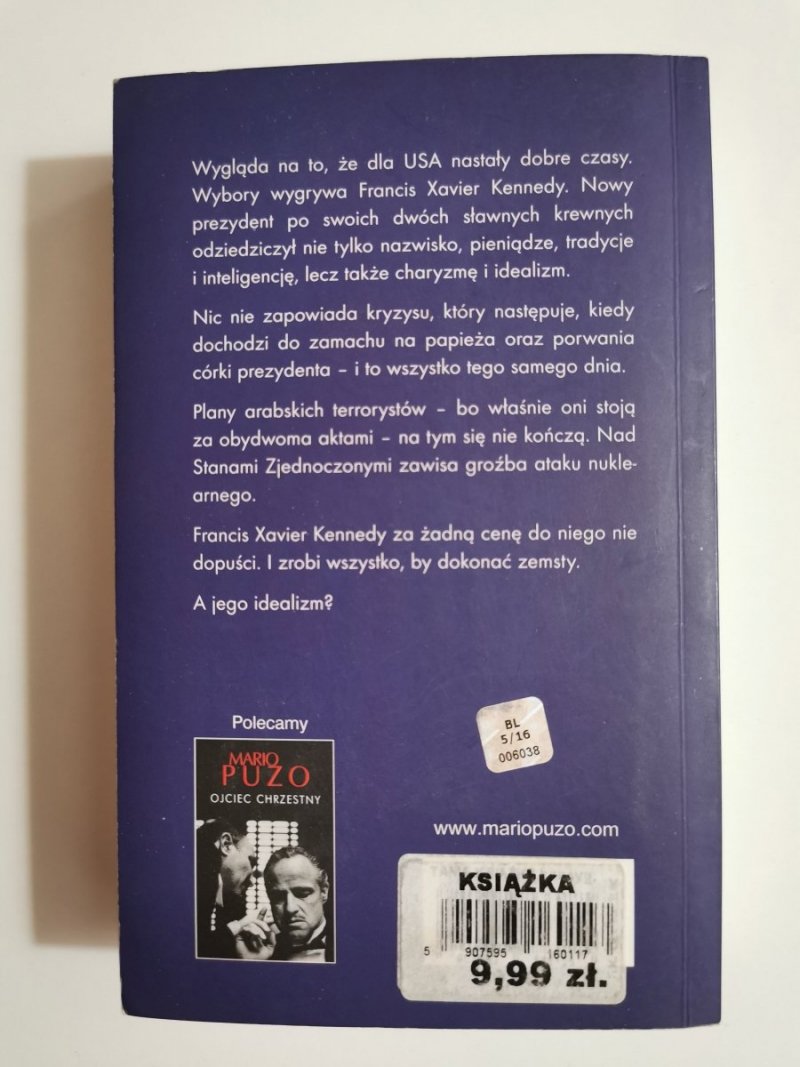 Wygląda na to, że dla USA nastały dobre czasy.
Wybory wygrywa Francis Xavier Kennedy. Nowy
prezydent po swoich dwóch sławnych krewnych
odziedziczył nie tylko nazwisko, pieniądze, tradycje
i inteligencję, lecz także charyzmę i idealizm.
Nic nie zapowiada kryzysu, który następuje, kiedy
dochodzi do zamachu na papieża oraz porwania
córki prezydenta – i to wszystko tego samego dnia.
Plany arabskich terrorystów – bo właśnie oni stoją
za obydwoma aktami – na tym się nie kończą. Nad
Stanami Zjednoczonymi zawisa groźba ataku nukle-
arnego.
Francis Xavier Kennedy za żadną cenę do niego nie
dopuści. I zrobi wszystko, by dokonać zemsty.
A jego idealizm?
Polecamy
MARIO
PUZO
OJCIEC CHRZESTNY
BL
5/16
006038
www.mariopuzo.com
KSIĄŻKA
5 907595 160117
9,99 zł.